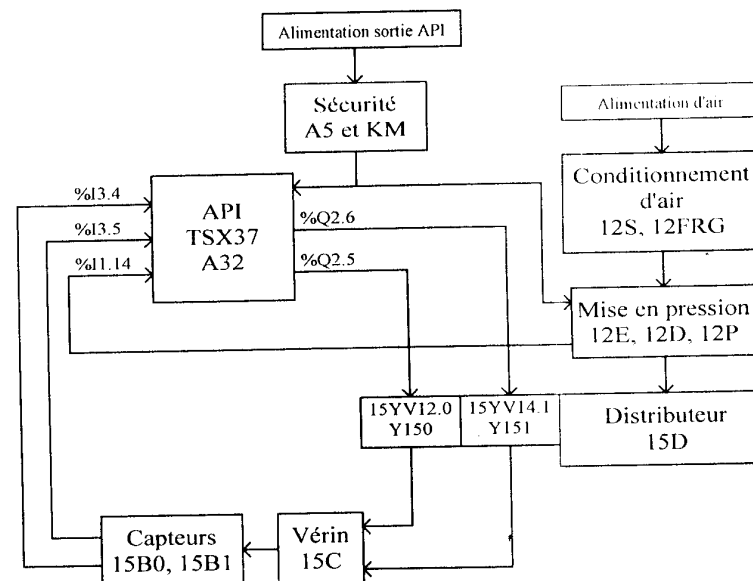 Alimentation sortie API
Sécurité
A5 et KM
Alimentation d'air
Conditionnement
d'air
12S, 12FRG
%I3.4
%I3.5
%I1.14
API
TSX37
A32
%Q2.6
%Q2.5
Mise en pression
12E, 12D, 12P
15YV12.0
Y150
15YV14.1
Y151
Distributeur
15D
Capteurs
15B0, 15B1
Vérin
15C